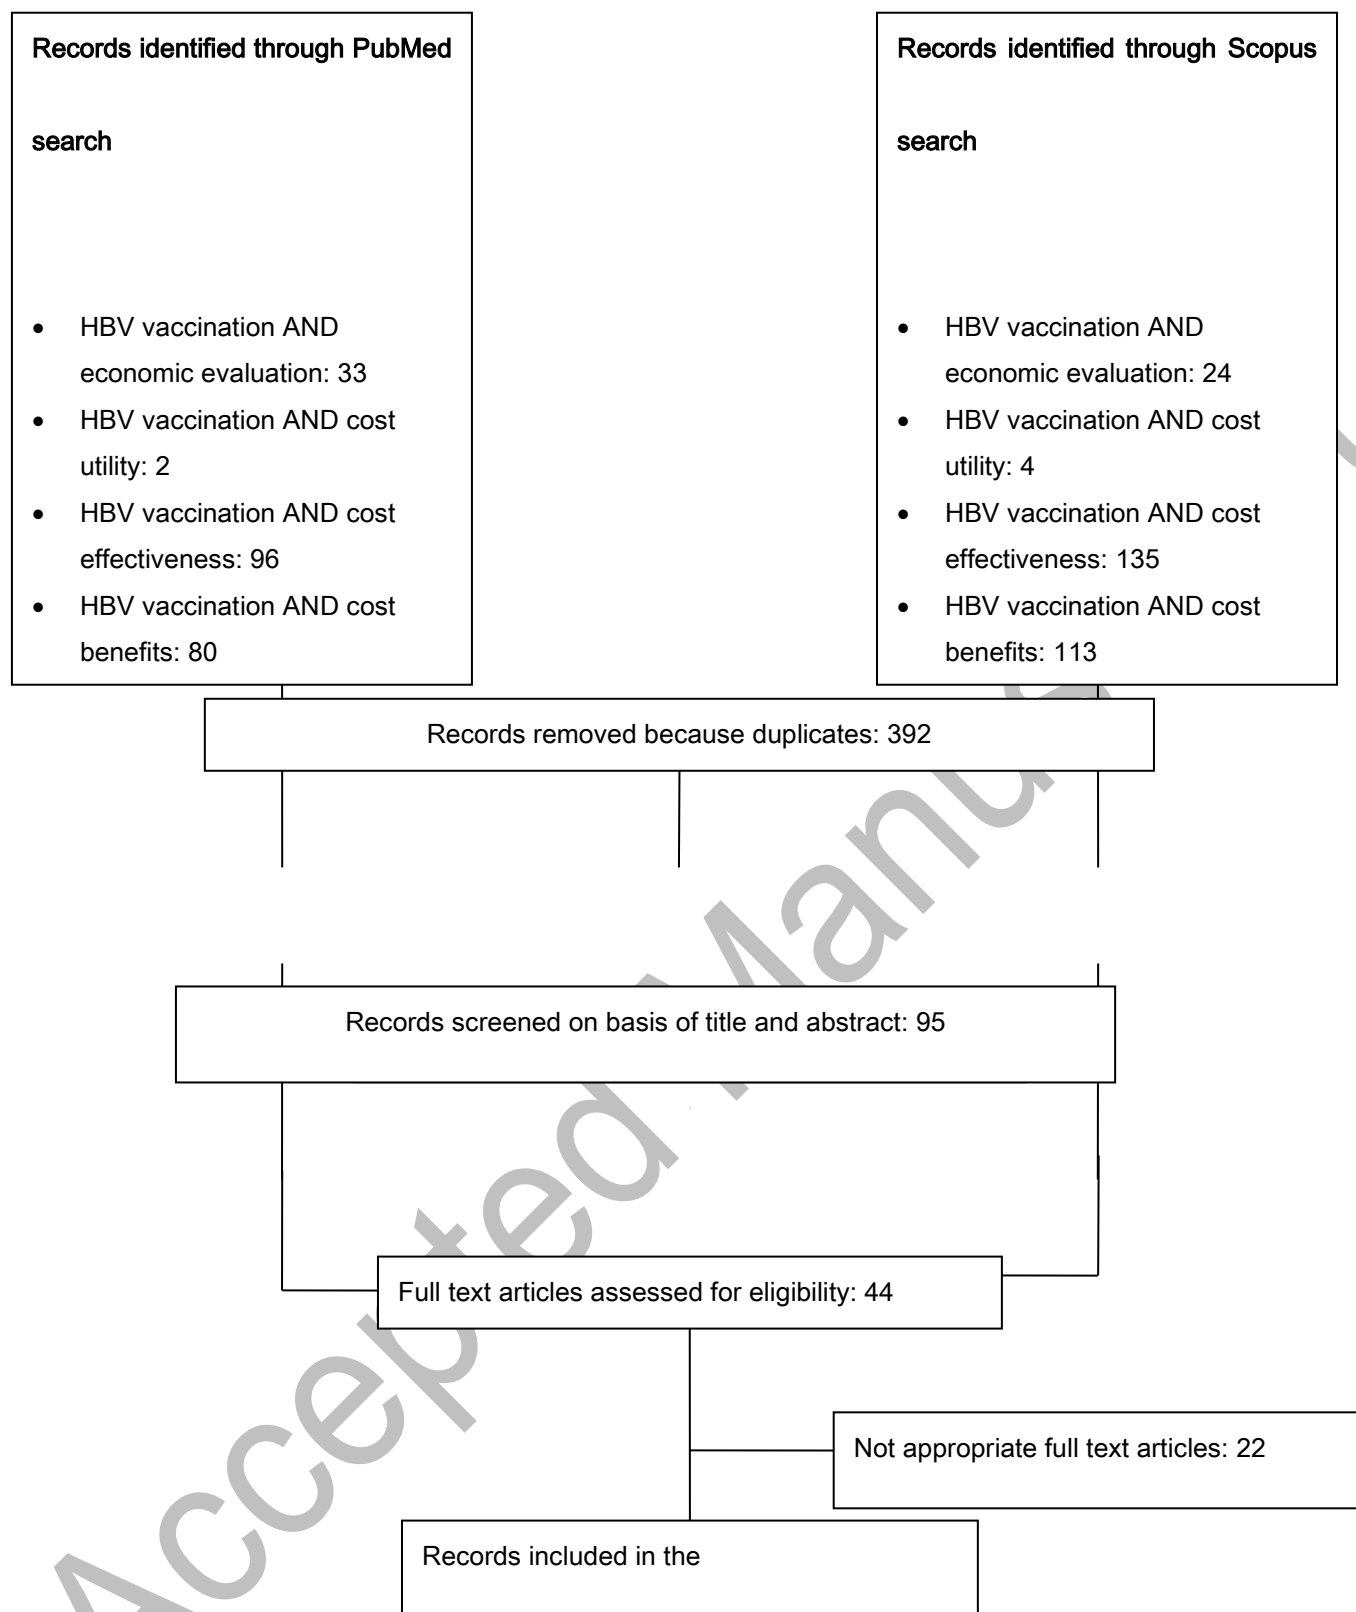 Records identified through PubMed
search
• HBV vaccination AND
economic evaluation: 33
• HBV vaccination AND cost
utility: 2
• HBV vaccination AND cost
effectiveness: 96
• HBV vaccination AND cost
benefits: 80
Records identified through Scopus
search
• HBV vaccination AND
economic evaluation: 24
• HBV vaccination AND cost
utility: 4
• HBV vaccination AND cost
effectiveness: 135
• HBV vaccination AND cost
benefits: 113
Records removed because duplicates: 392
Records screened on basis of title and abstract: 95
Full text articles assessed for eligibility: 44
Not appropriate full text articles: 22
Records included in the
Accepted Manus